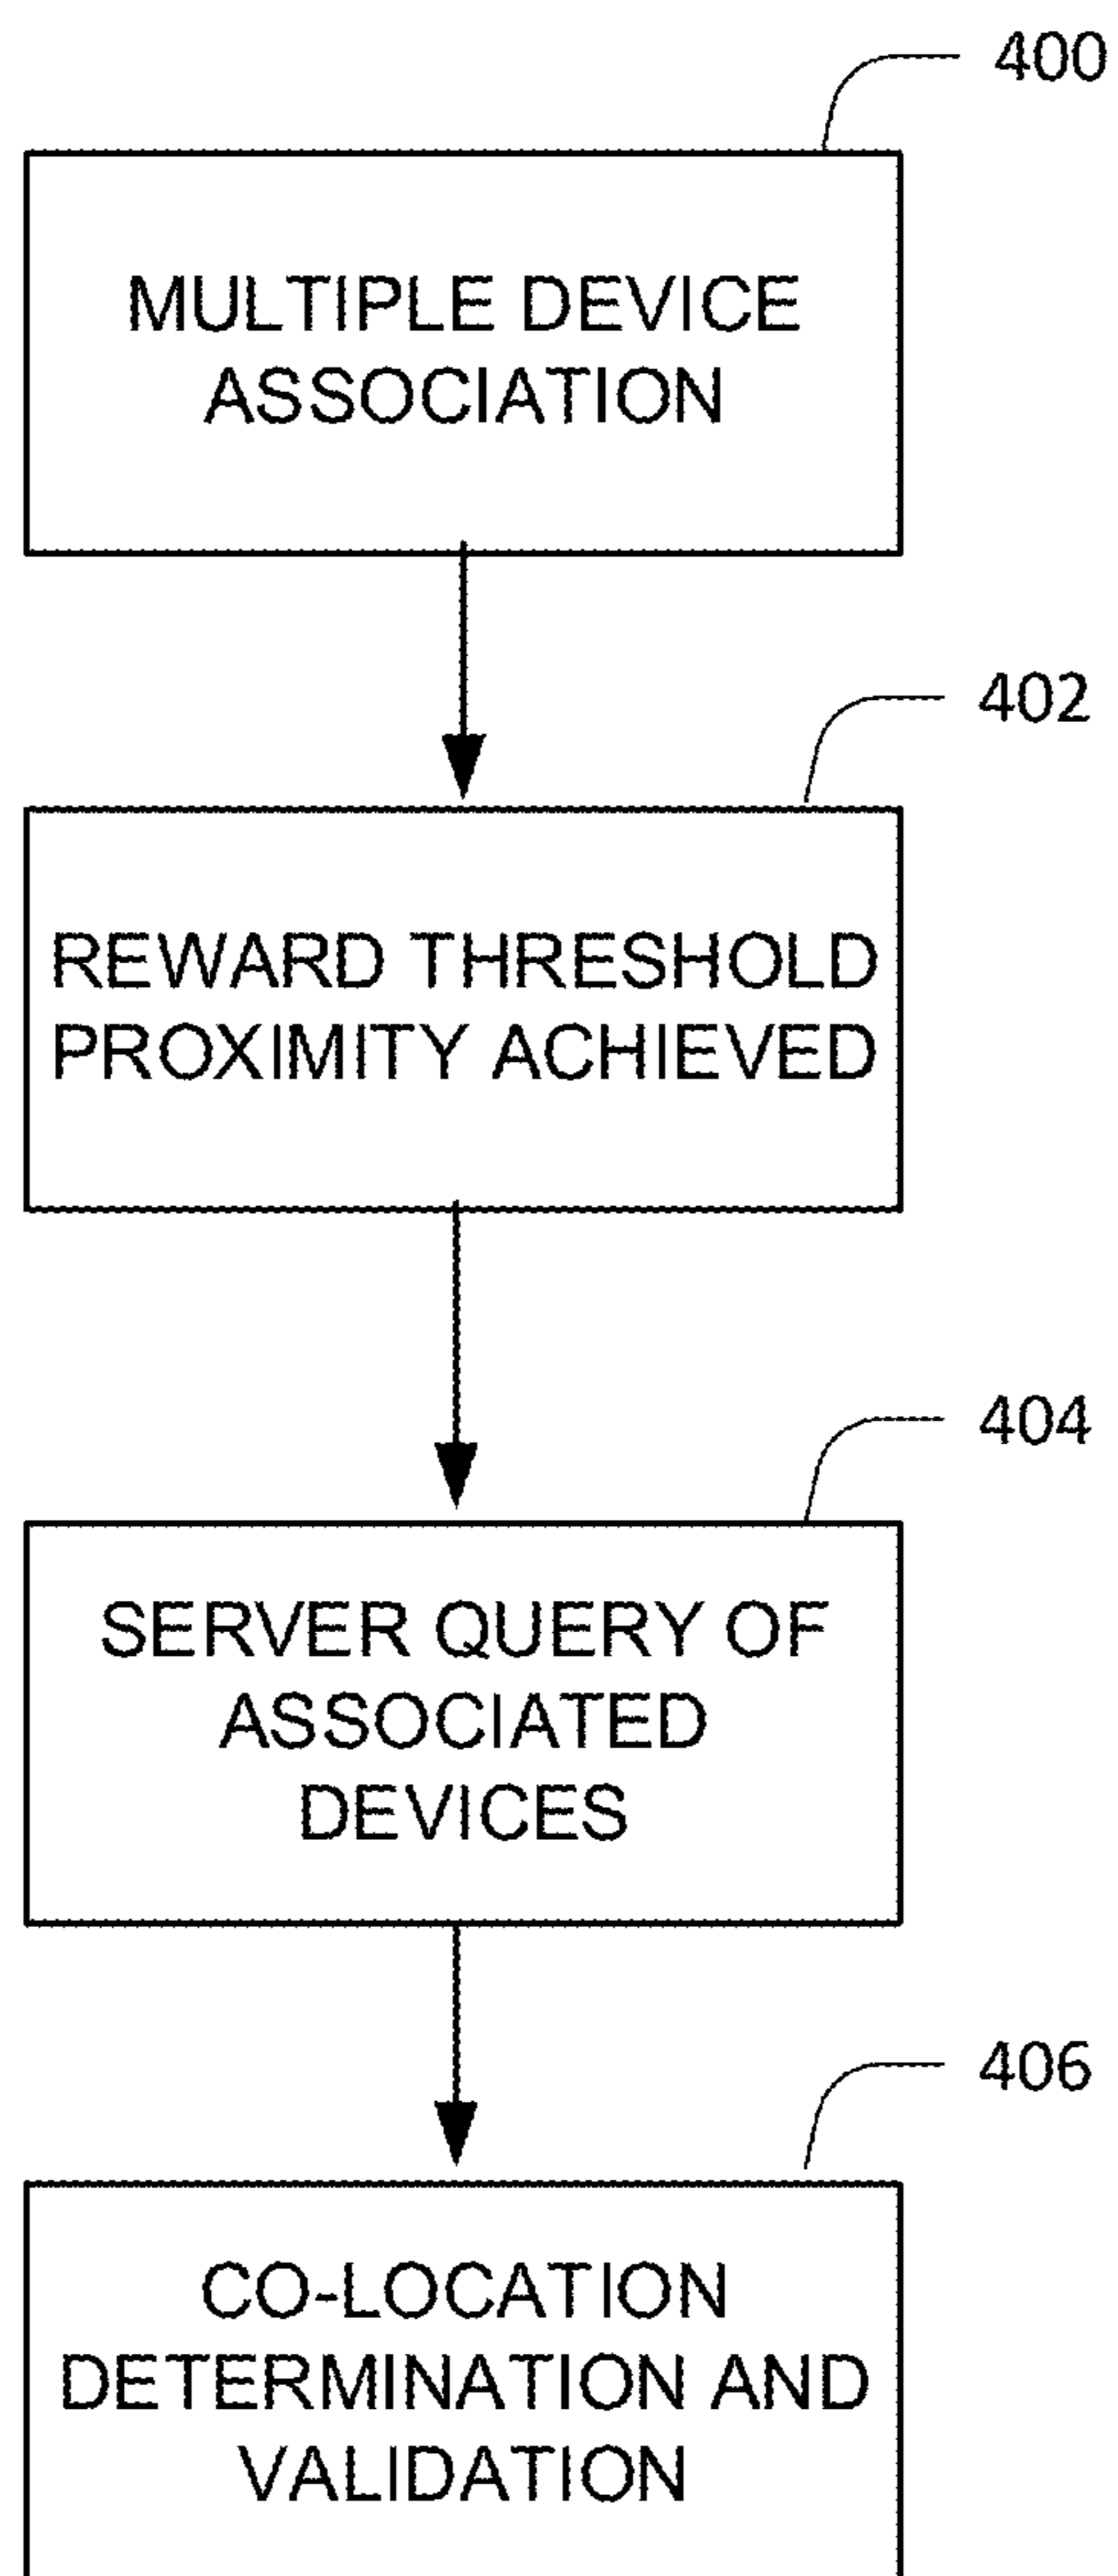 400
MULTIPLE DEVICE
ASSOCIATION
402
REWARD THRESHOLD
PROXIMITY ACHIEVED
404
SERVER QUERY OF
ASSOCIATED
DEVICES
406
CO-LOCATION
DETERMINATION AND
VALIDATION